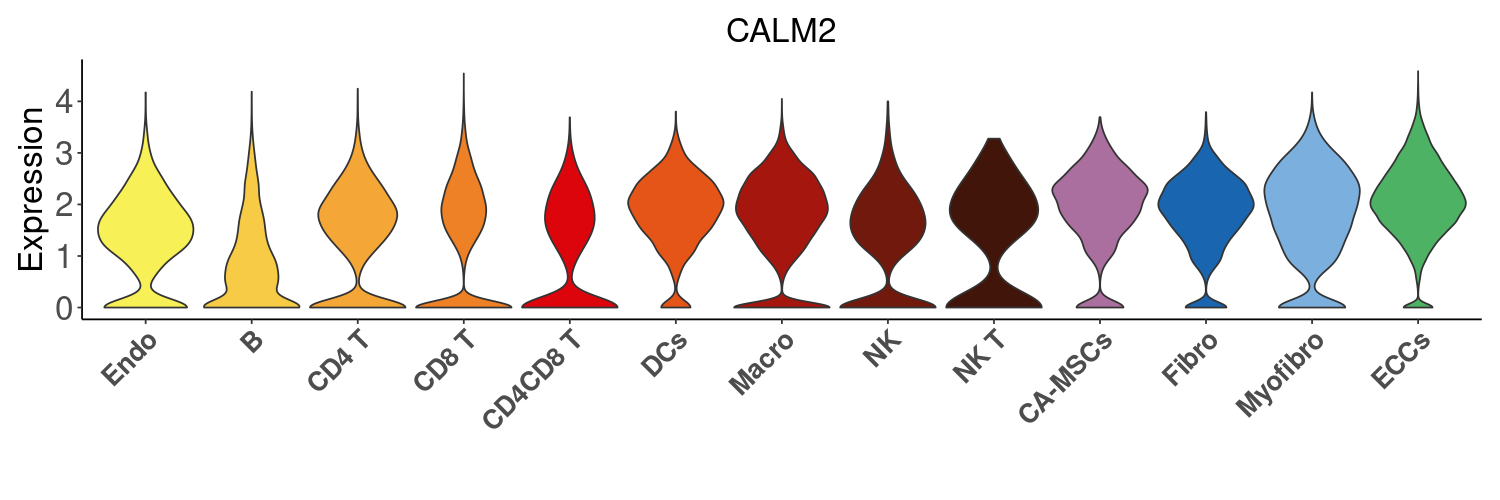 CALM2
Expression
4
3
2
1
0
Endo
B
CD4 T
CD8 T
CD4CD8 T
DCs
Macro
NK
NK T
CA-MSCs
Fibro
Myofibro
ECCs